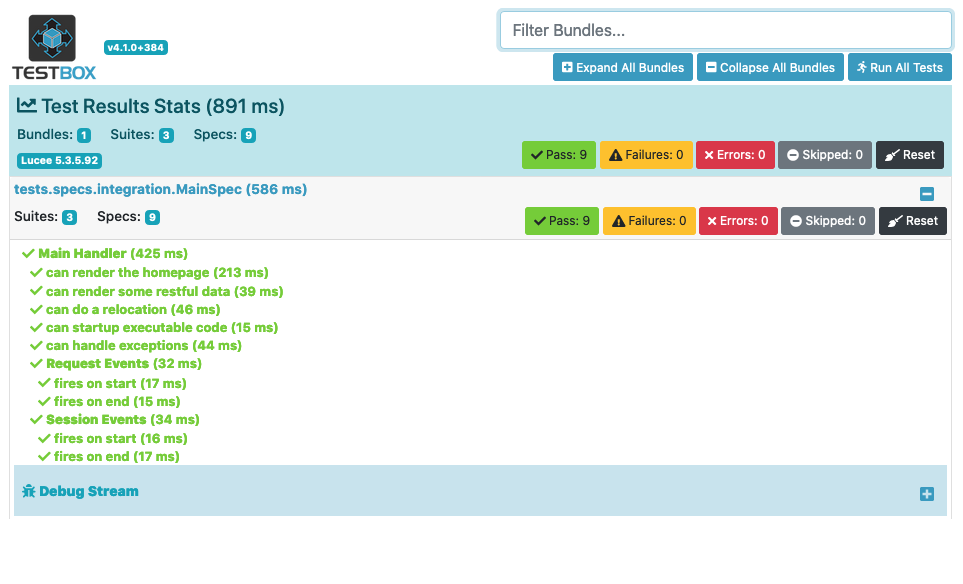 TESTBOX
v4.1.0+384
Filter Bundles...
Expand All Bundles
Collapse All Bundles
Run All Tests
Test Results Stats (891 ms)
Bundles: 1 Suites: 3 Specs: 9
Pass: 9 Failures: 0 Errors: 0 Skipped: 0 Reset
Lucee 5.3.5.92
tests.specs.integration.MainSpec (586 ms)
Suites: 3 Specs: 9
Pass: 9 Failures: 0 Errors: 0 Skipped: 0 Reset
Main Handler (425 ms)
can render the homepage (213 ms)
can render some restful data (39 ms)
can do a relocation (46 ms)
can startup executable code (15 ms)
can handle exceptions (44 ms)
Request Events (32 ms)
fires on start (17 ms)
fires on end (15 ms)
Session Events (34 ms)
fires on start (16 ms)
fires on end (17 ms)
Debug Stream